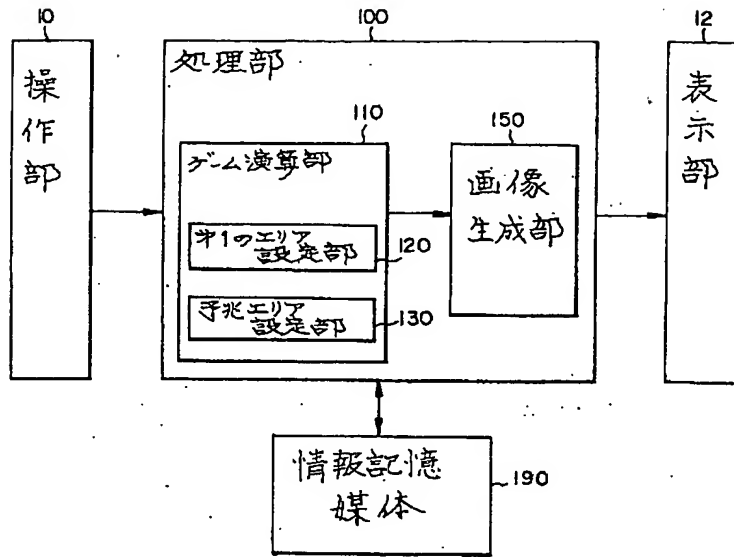 10
100
12
操
作
部
処理部
表
示
部
110
150
ゲーム演算部
画像
生成部
第1のエリア
設定部
120
予兆エリア
設定部
130
情報記憶
媒体
190